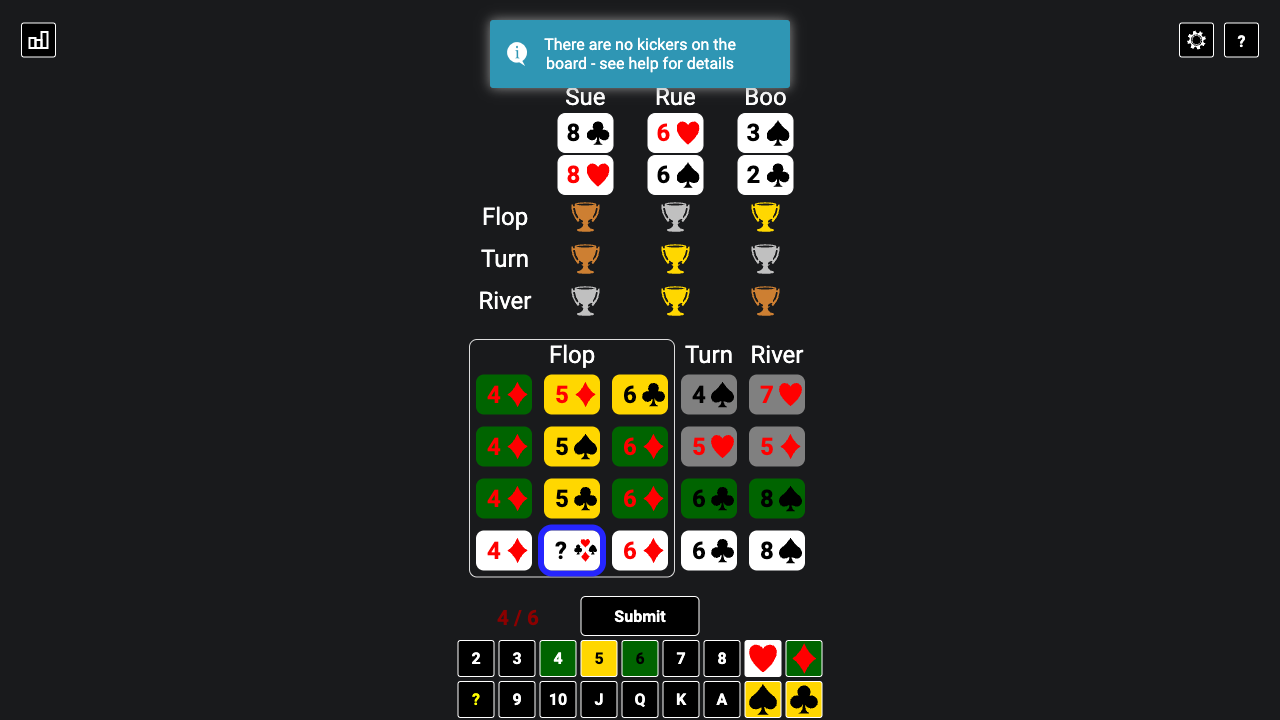 There are no kickers on the
board - see help for details
?
Sue Rue Boo
8 6 3
8 6 2
Flop
Turn
River
Flop Turn River
4 5 6 4 7
4 5 6 5 5
4 5 6 6 8
4 ? 6 6 8
4 / 6 Submit
2 3 4 5 6 7 8
? 9 10 J Q K A